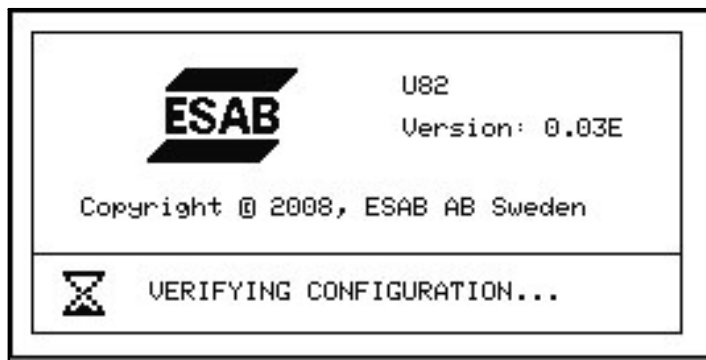 ESAB
U82
Version: 0.03E
Copyright © 2008, ESAB AB Sweden
VERIFYING CONFIGURATION...